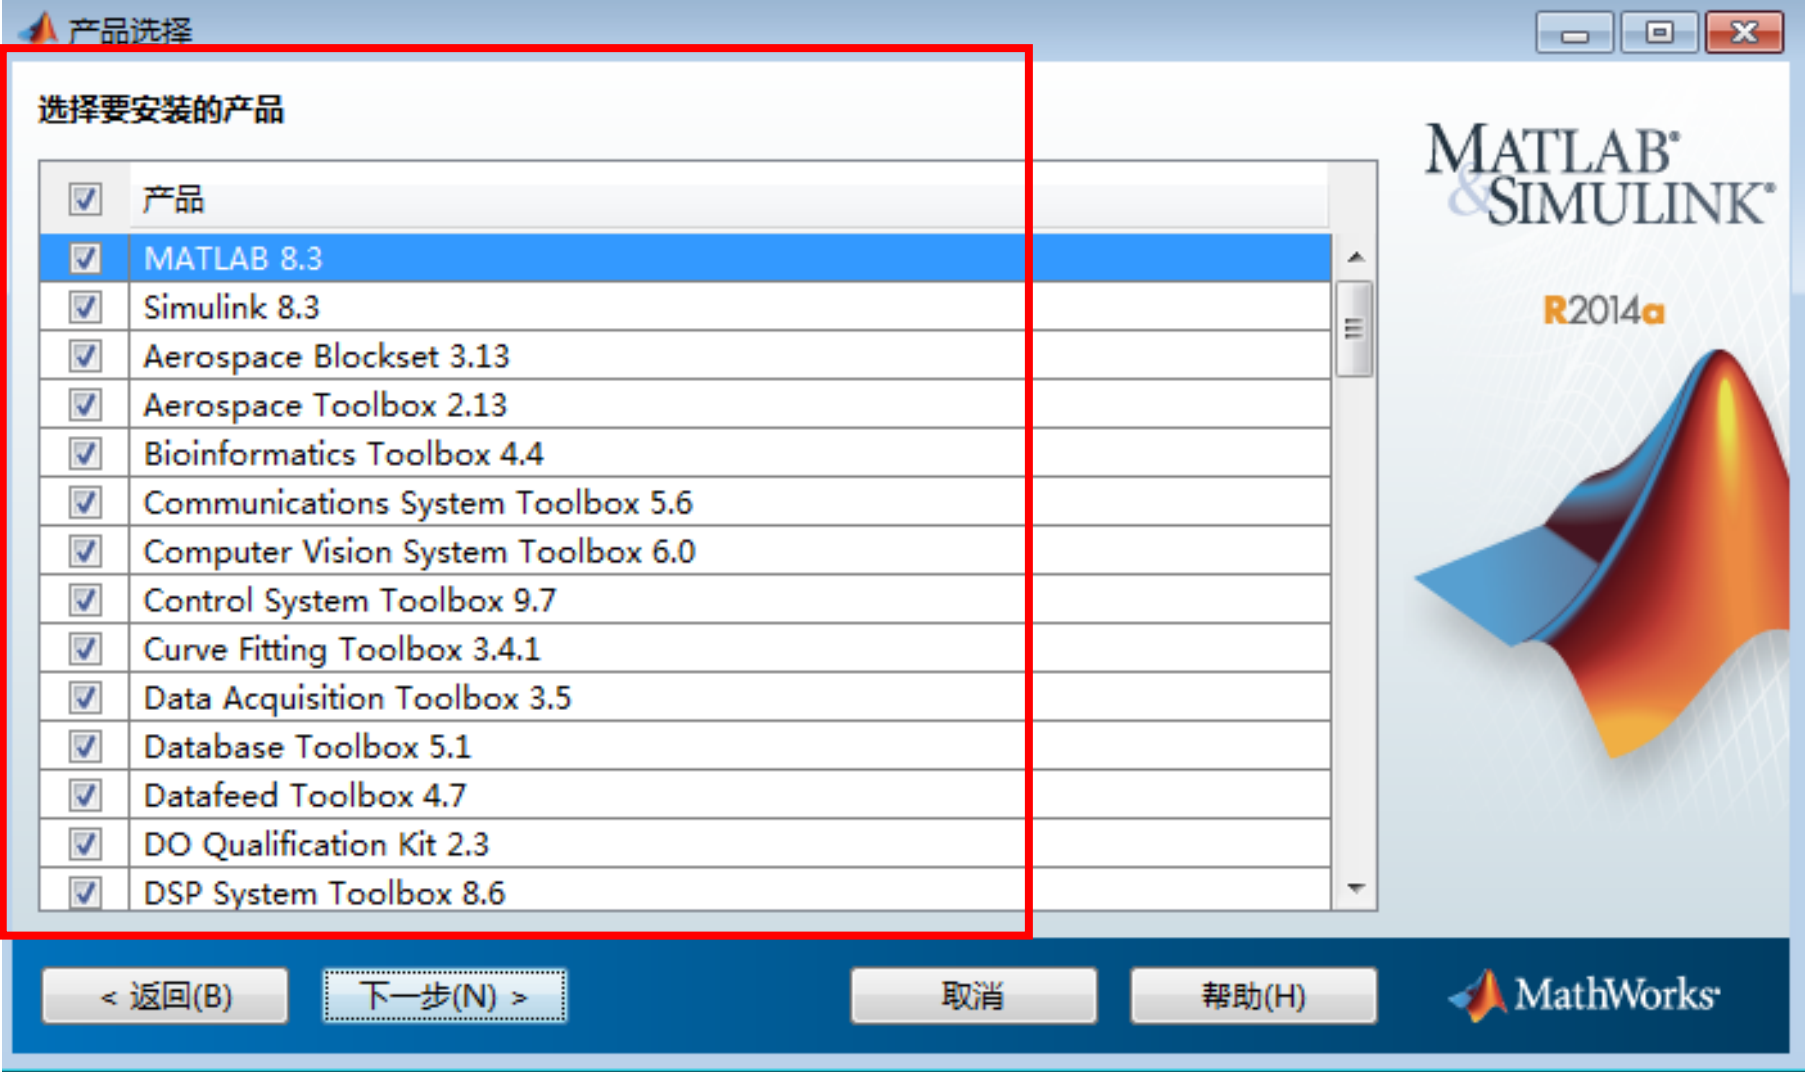 产品选择
选择要安装的产品
产品
MATLAB 8.3
Simulink 8.3
Aerospace Blockset 3.13
Aerospace Toolbox 2.13
Bioinformatics Toolbox 4.4
Communications System Toolbox 5.6
Computer Vision System Toolbox 6.0
Control System Toolbox 9.7
Curve Fitting Toolbox 3.4.1
Data Acquisition Toolbox 3.5
Database Toolbox 5.1
Datafeed Toolbox 4.7
DO Qualification Kit 2.3
DSP System Toolbox 8.6
MATLAB®
&SIMULINK®
R2014a
< 返回(B)
下一步(N) >
取消
帮助(H)
MathWorks®